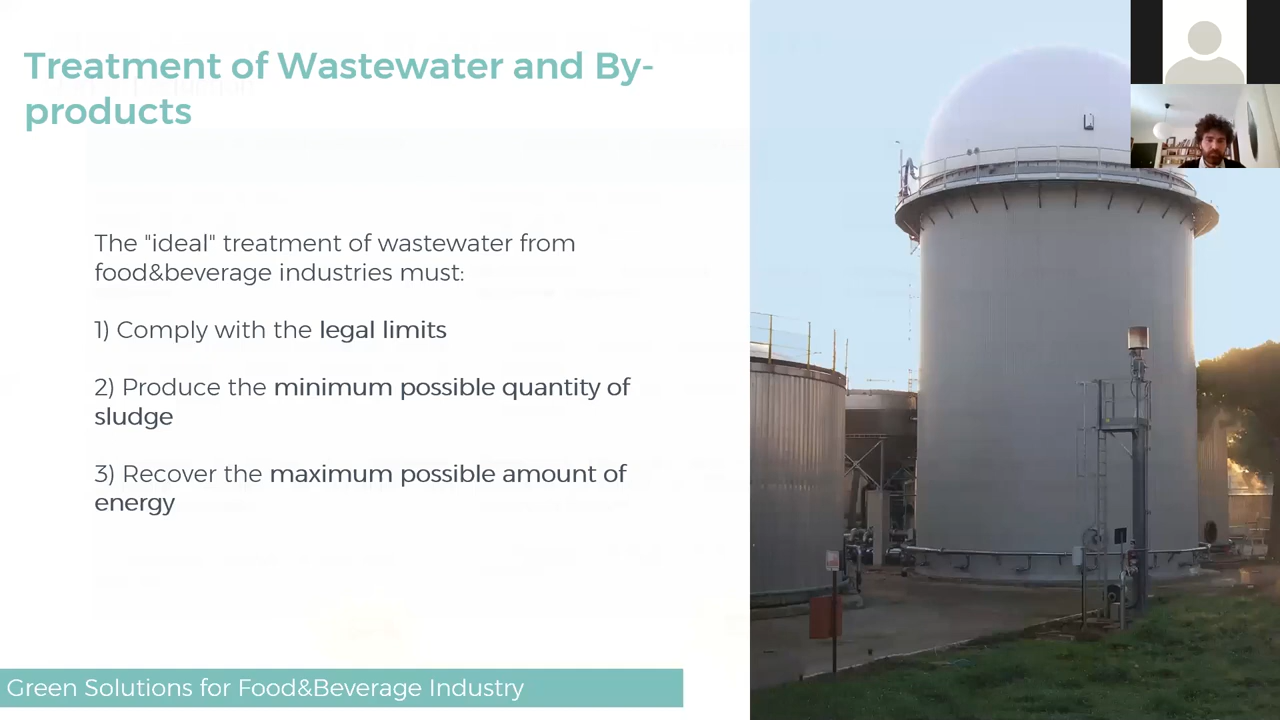 Treatment of Wastewater and By-
products
The "ideal" treatment of wastewater from
food&beverage industries must:
1) Comply with the legal limits
2) Produce the minimum possible quantity of
sludge
3) Recover the maximum possible amount of
energy
Green Solutions for Food&Beverage Industry